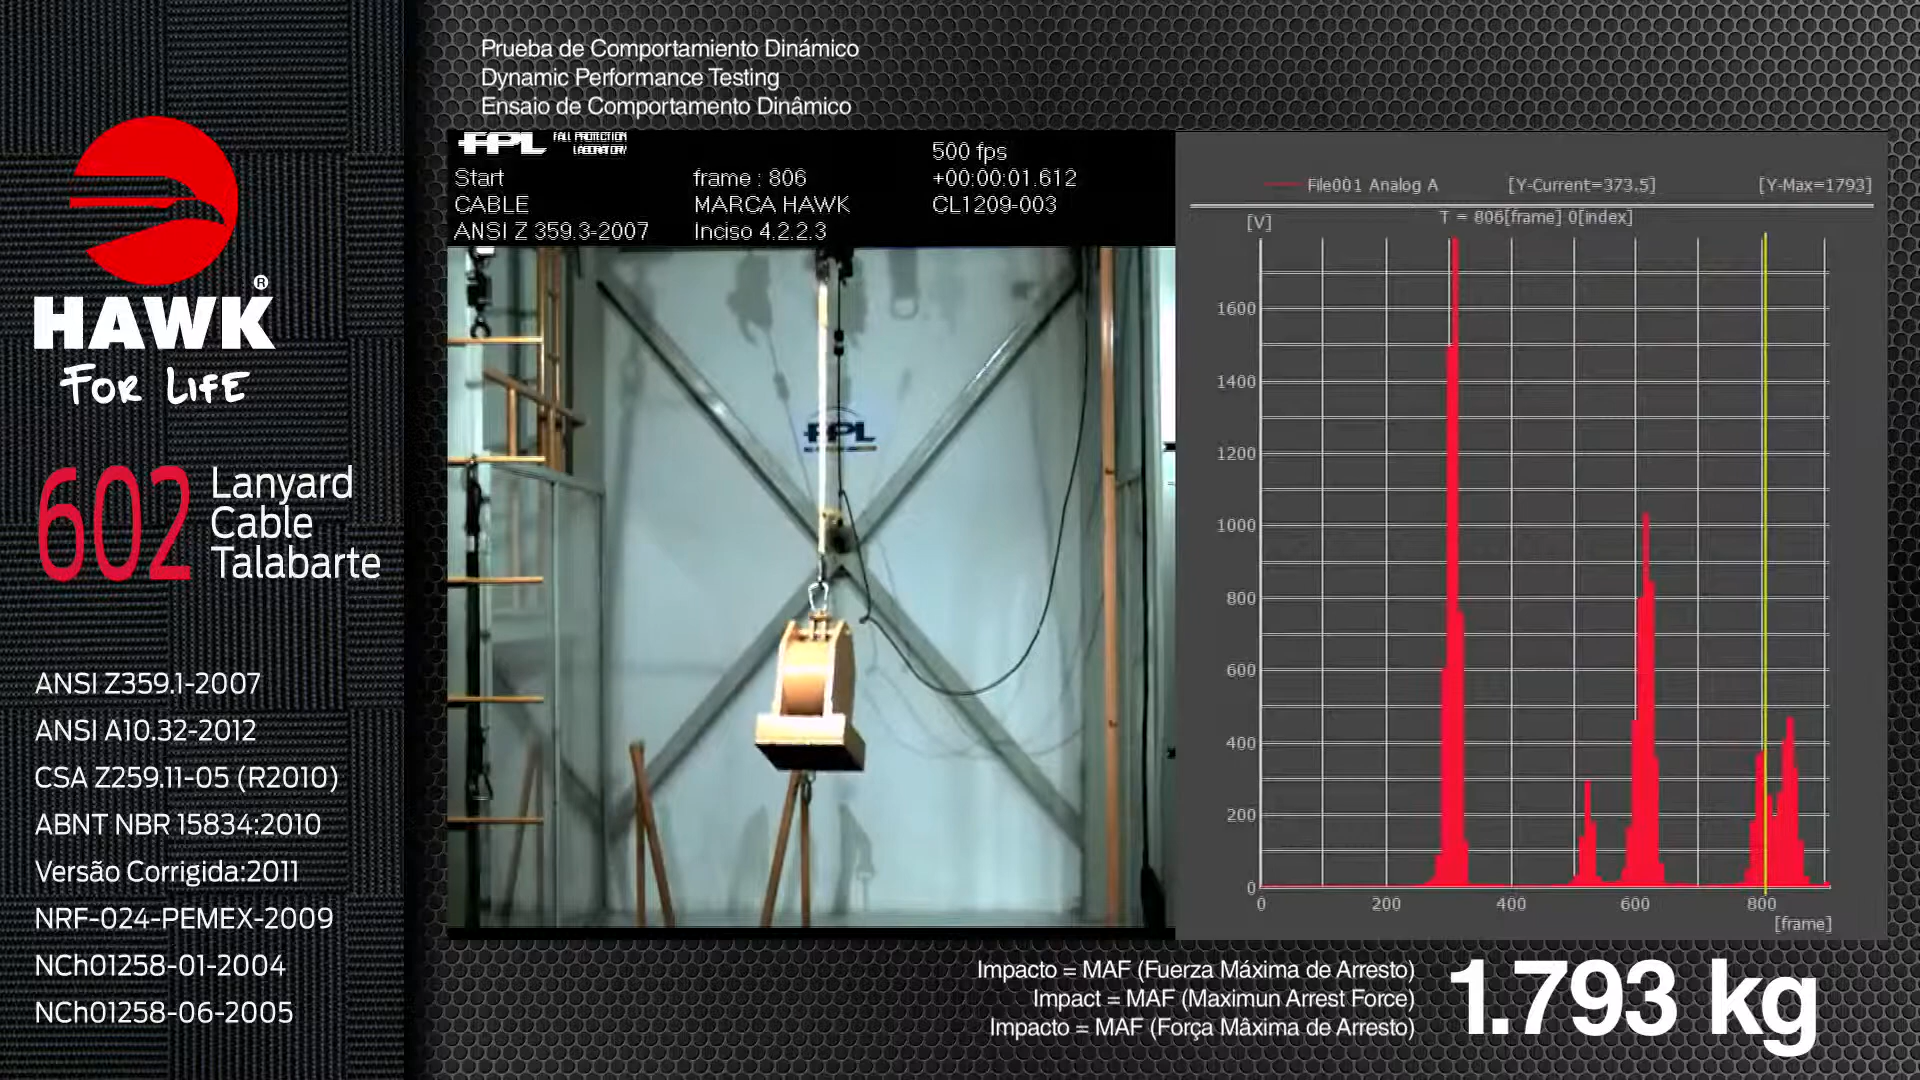 Prueba de Comportamiento Dinámico
Dynamic Performance Testing
Ensaio de Comportamento Dinâmico
HAWK®
FOR LIFE
602
Lanyard
Cable
Talabarte
ANSI Z359.1-2007
ANSI A10.32-2012
CSA Z259.11-05 (R2010)
ABNT NBR 15834:2010
Versão Corrigida:2011
NRF-024-PEMEX-2009
NCh01258-01-2004
NCh01258-06-2005
FPL FALL PROTECTION
LABORATORY
500 fps
Start frame : 806 +00:00:01.612
CABLE MARCA HAWK CL1209-003
ANSI Z 359.3-2007 Inciso 4.2.2.3
FPL
File001 Analog A [Y-Current=373.5] [Y-Max=1793]
[V] T = 806[frame] 0[index]
1600
1400
1200
1000
800
600
400
200
0
0 200 400 600 800
[frame]
Impacto = MAF (Fuerza Máxima de Arresto)
Impact = MAF (Maximun Arrest Force)
Impacto = MAF (Força Mâxima de Arresto)
1.793 kg